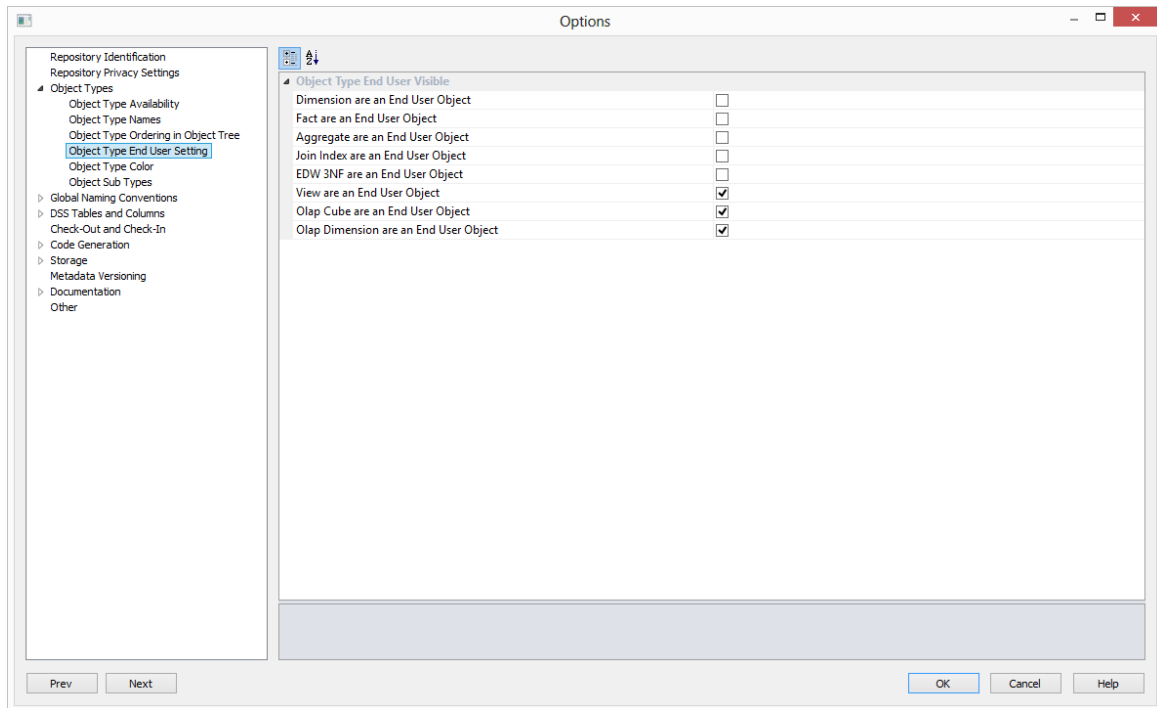 Options
Repository Identification
Repository Privacy Settings
Object Types
Object Type Availability
Object Type Names
Object Type Ordering in Object Tree
Object Type End User Setting
Object Type Color
Object Sub Types
Global Naming Conventions
DSS Tables and Columns
Check-Out and Check-In
Code Generation
Storage
Metadata Versioning
Documentation
Other
Object Type End User Visible
Dimension are an End User Object
Fact are an End User Object
Aggregate are an End User Object
Join Index are an End User Object
EDW 3NF are an End User Object
View are an End User Object
Olap Cube are an End User Object
Olap Dimension are an End User Object
Prev
Next
OK
Cancel
Help